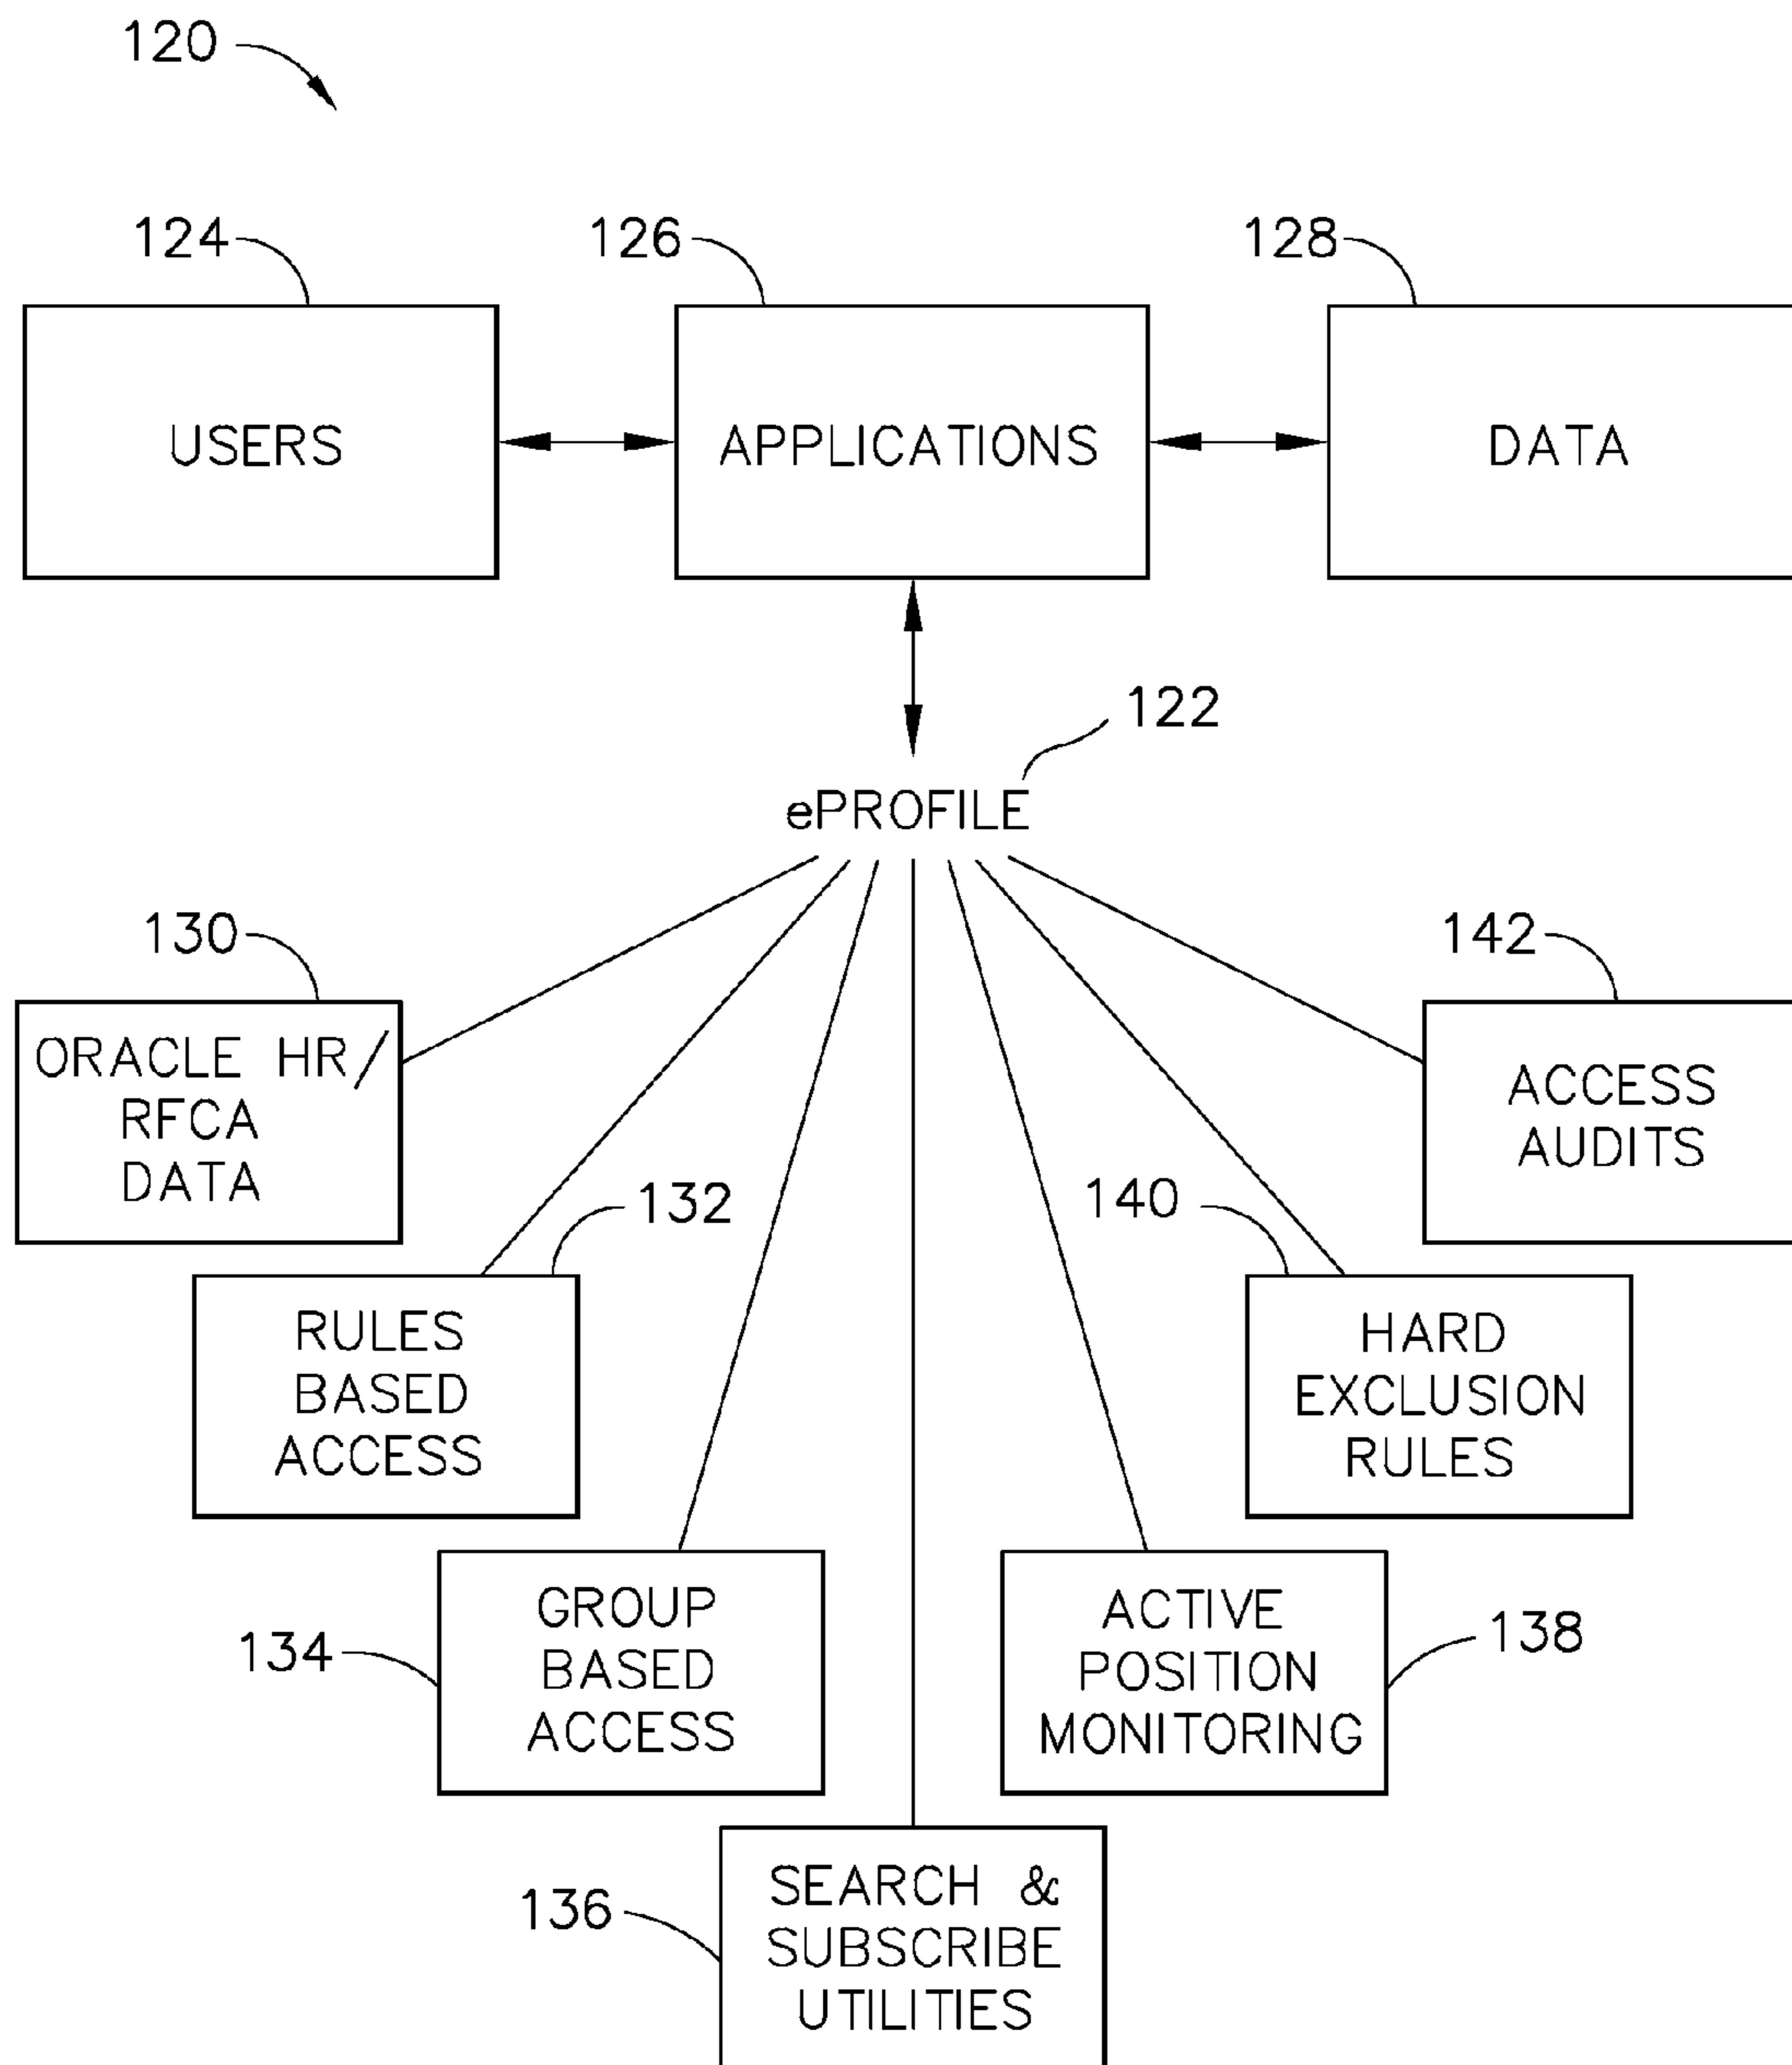 120
124
126
128
USERS
APPLICATIONS
DATA
122
ePROFILE
130
142
ORACLE HR/
RFCA
DATA
ACCESS
AUDITS
132
140
RULES
BASED
ACCESS
HARD
EXCLUSION
RULES
134
GROUP
BASED
ACCESS
ACTIVE
POSITION
MONITORING
138
136
SEARCH &
SUBSCRIBE
UTILITIES